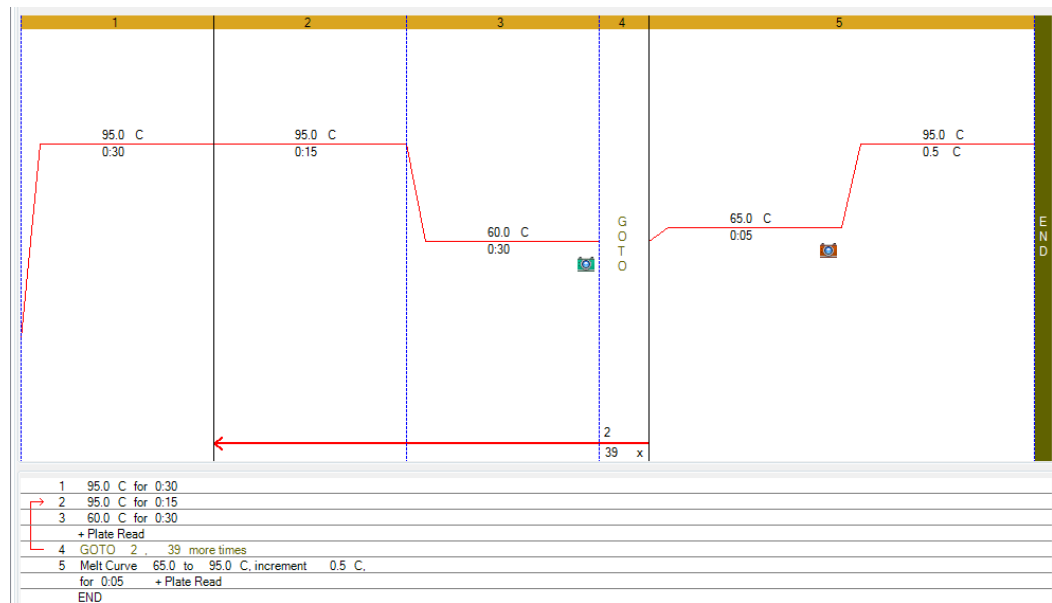 1 2 3 4 5
95.0 C 95.0 C 95.0 C
0:30 0:15 0.5 C
65.0 C
0:05
60.0 C
0:30
GOTO
END
2
39 x
1 95.0 C for 0:30
2 95.0 C for 0:15
3 60.0 C for 0:30
+ Plate Read
4 GOTO 2 , 39 more times
5 Melt Curve 65.0 to 95.0 C, increment 0.5 C,
for 0:05 + Plate Read
END